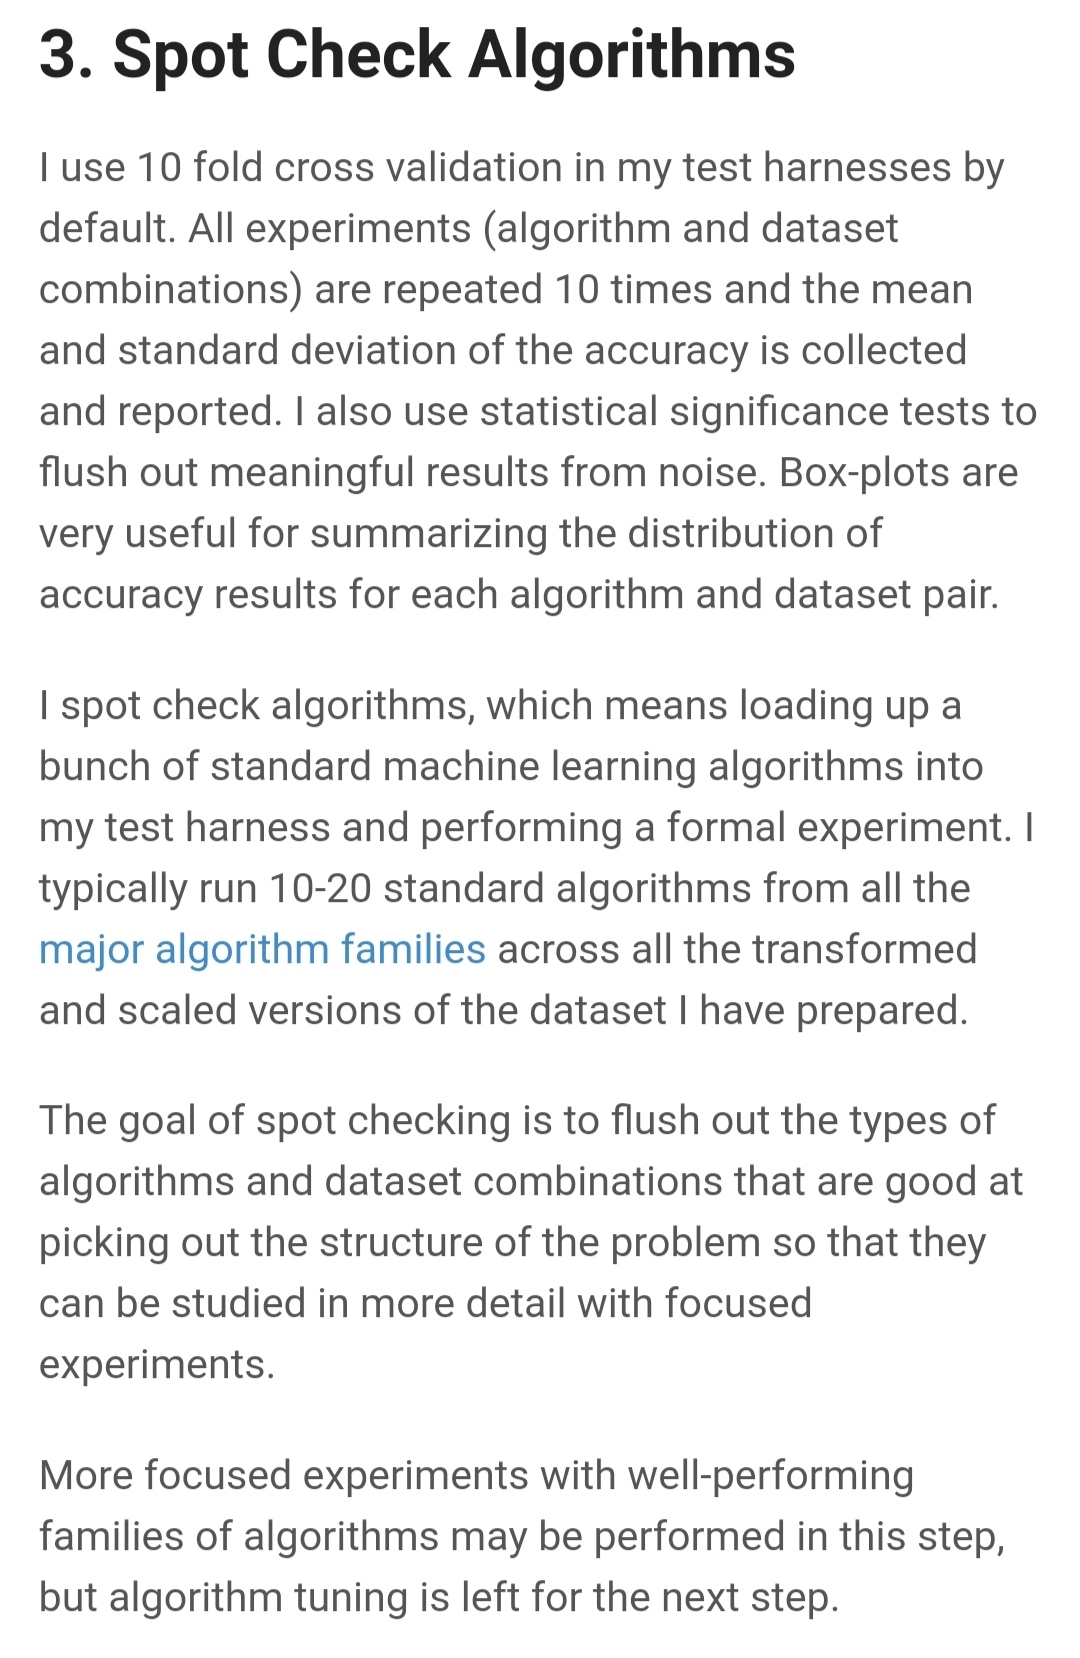 3. Spot Check Algorithms
I use 10 fold cross validation in my test harnesses by
default. All experiments (algorithm and dataset
combinations) are repeated 10 times and the mean
and standard deviation of the accuracy is collected
and reported. I also use statistical significance tests to
flush out meaningful results from noise. Box-plots are
very useful for summarizing the distribution of
accuracy results for each algorithm and dataset pair.
I spot check algorithms, which means loading up a
bunch of standard machine learning algorithms into
my test harness and performing a formal experiment. I
typically run 10-20 standard algorithms from all the
major algorithm families across all the transformed
and scaled versions of the dataset I have prepared.
The goal of spot checking is to flush out the types of
algorithms and dataset combinations that are good at
picking out the structure of the problem so that they
can be studied in more detail with focused
experiments.
More focused experiments with well-performing
families of algorithms may be performed in this step,
but algorithm tuning is left for the next step.